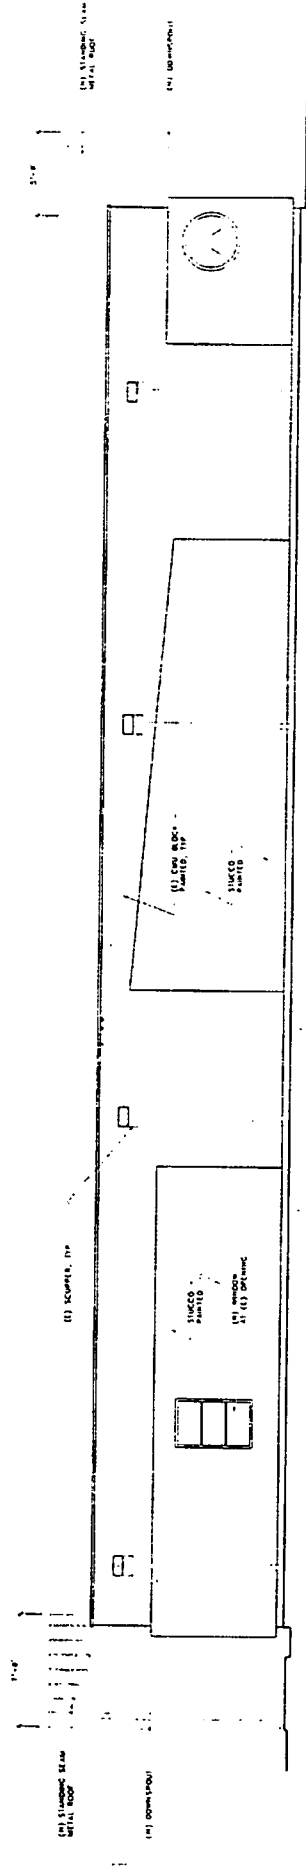 (N) STANDING SEAM
METAL ROOF
(N) DOWNSPOUT
(E) SCUPPER, TYP
STUCCO -
PAINTED
(N) WINDOW
AT (E) OPENING
(E) CMU BLOCK -
PAINTED, TYP
STUCCO -
PAINTED
(N) STANDING SEAM
METAL ROOF
(N) DOWNSPOUT